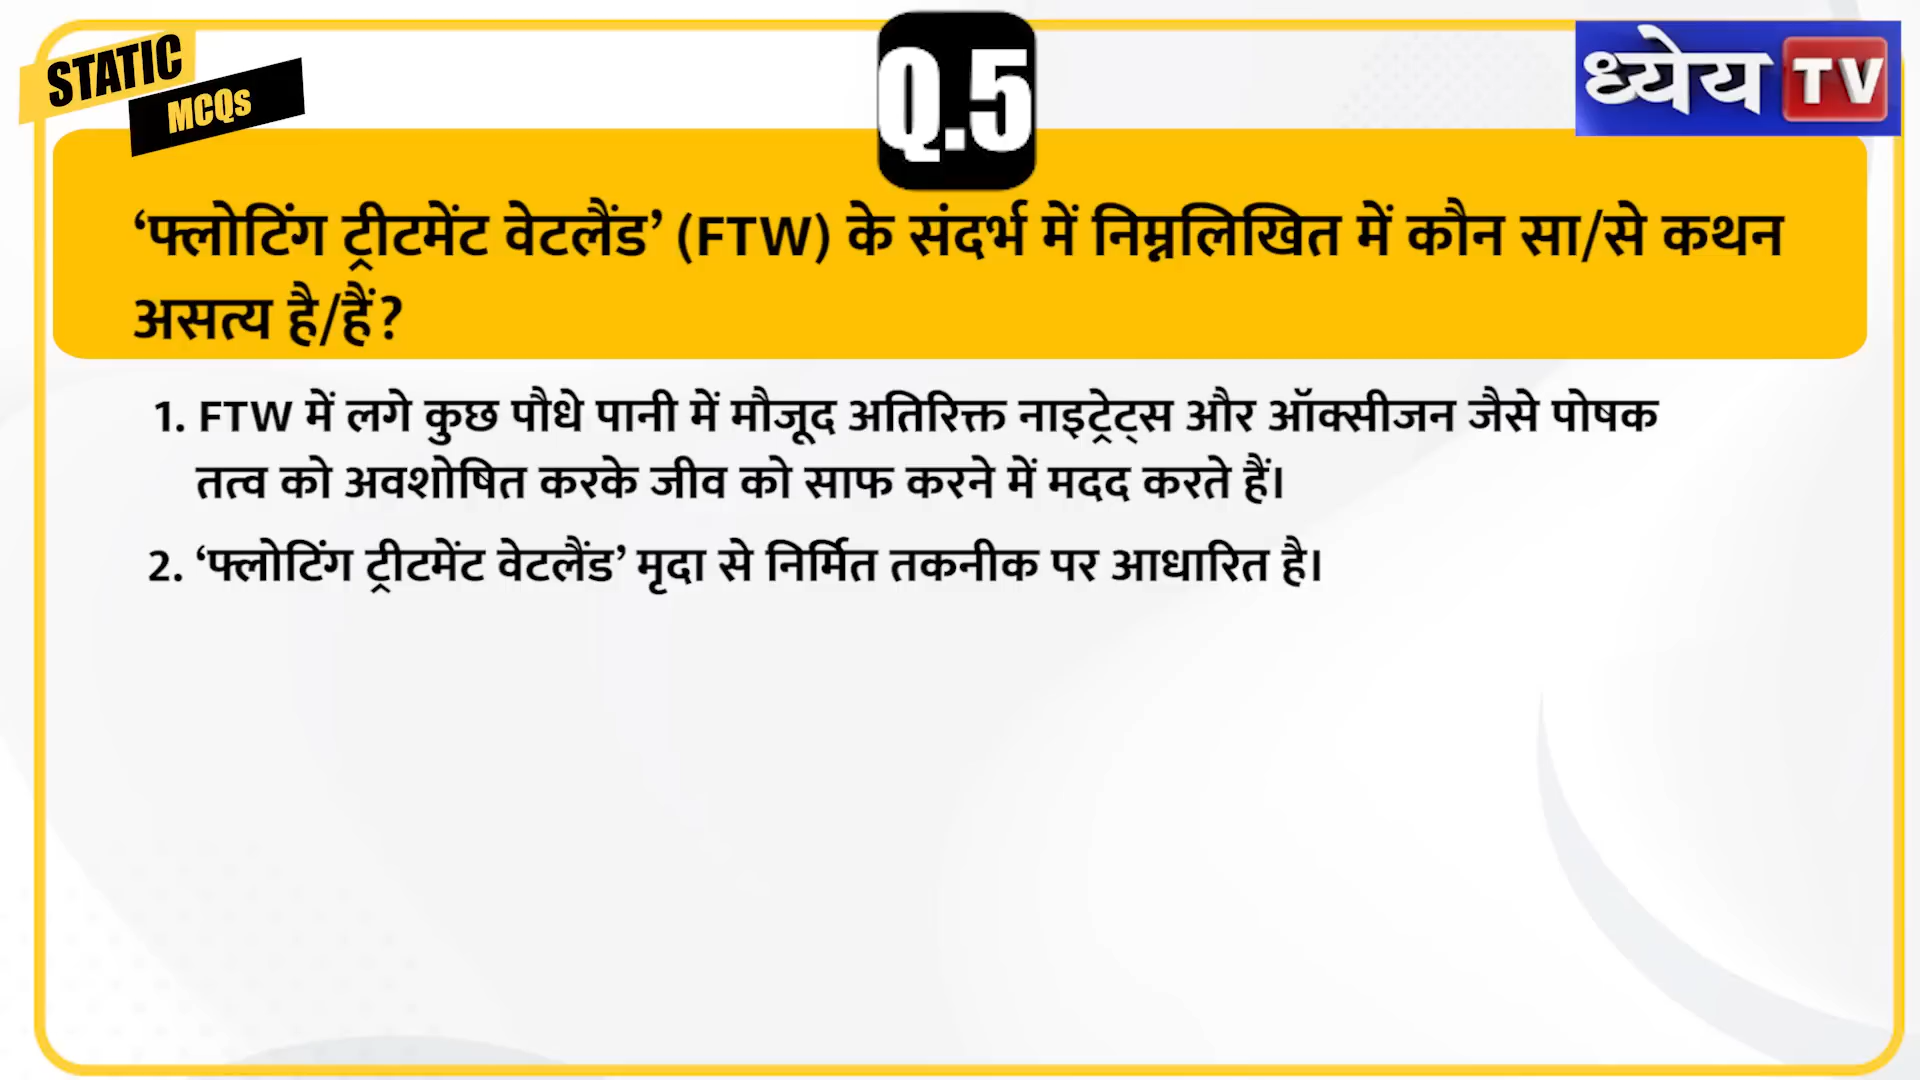 STATIC
MCQs
Q.5
ध्येय TV
‘फ्लोटिंग ट्रीटमेंट वेटलैंड’ (FTW) के संदर्भ में निम्नलिखित में कौन सा/से कथन
असत्य है/हैं?
1. FTW में लगे कुछ पौधे पानी में मौजूद अतिरिक्त नाइट्रेट्स और ऑक्सीजन जैसे पोषक
तत्व को अवशोषित करके जीव को साफ करने में मदद करते हैं।
2. ‘फ्लोटिंग ट्रीटमेंट वेटलैंड’ मृदा से निर्मित तकनीक पर आधारित है।